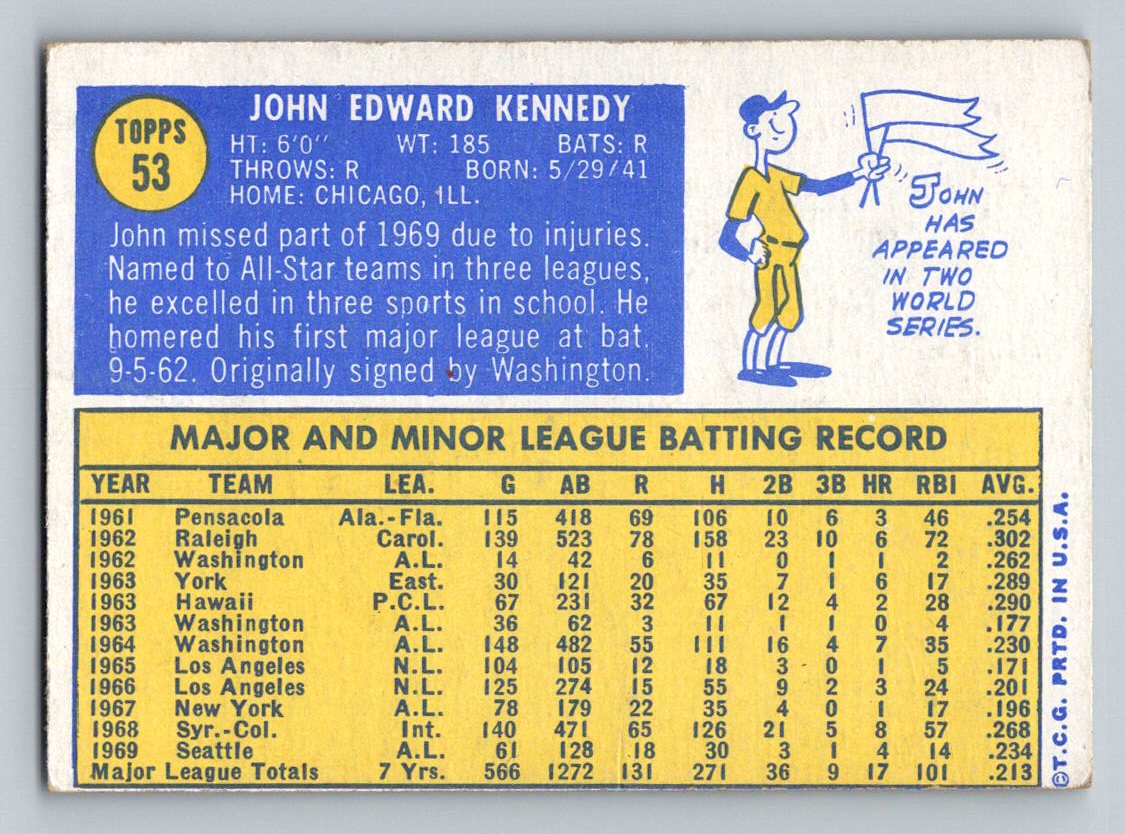 TOPPS
53
JOHN EDWARD KENNEDY
HT: 6'0" WT: 185 BATS: R
THROWS: R BORN: 5/29/41
HOME: CHICAGO, ILL.
John missed part of 1969 due to injuries.
Named to All-Star teams in three leagues,
he excelled in three sports in school. He
homered his first major league at bat,
9-5-62. Originally signed by Washington.
JOHN
HAS
APPEARED
IN TWO
WORLD
SERIES.
MAJOR AND MINOR LEAGUE BATTING RECORD
YEAR TEAM LEA. G AB R H 2B 3B HR RBI AVG.
1961 Pensacola Ala.-Fla. 115 418 69 106 10 6 3 46 .254
1962 Raleigh Carol. 139 523 78 158 23 10 6 72 .302
1962 Washington A.L. 14 42 6 11 0 1 1 2 .262
1963 York East. 30 121 20 35 7 1 6 17 .289
1963 Hawaii P.C.L. 67 231 32 67 12 4 2 28 .290
1963 Washington A.L. 36 62 3 11 1 1 0 4 .177
1964 Washington A.L. 148 482 55 111 16 4 7 35 .230
1965 Los Angeles N.L. 104 105 12 18 3 0 1 5 .171
1966 Los Angeles N.L. 125 274 15 55 9 2 3 24 .201
1967 New York A.L. 78 179 22 35 4 0 1 17 .196
1968 Syr.-Col. Int. 140 471 65 126 21 5 8 57 .268
1969 Seattle A.L. 61 128 18 30 3 1 4 14 .234
Major League Totals 7 Yrs. 566 1272 131 271 36 9 17 101 .213
©T.C.G. PRTD. IN U.S.A.